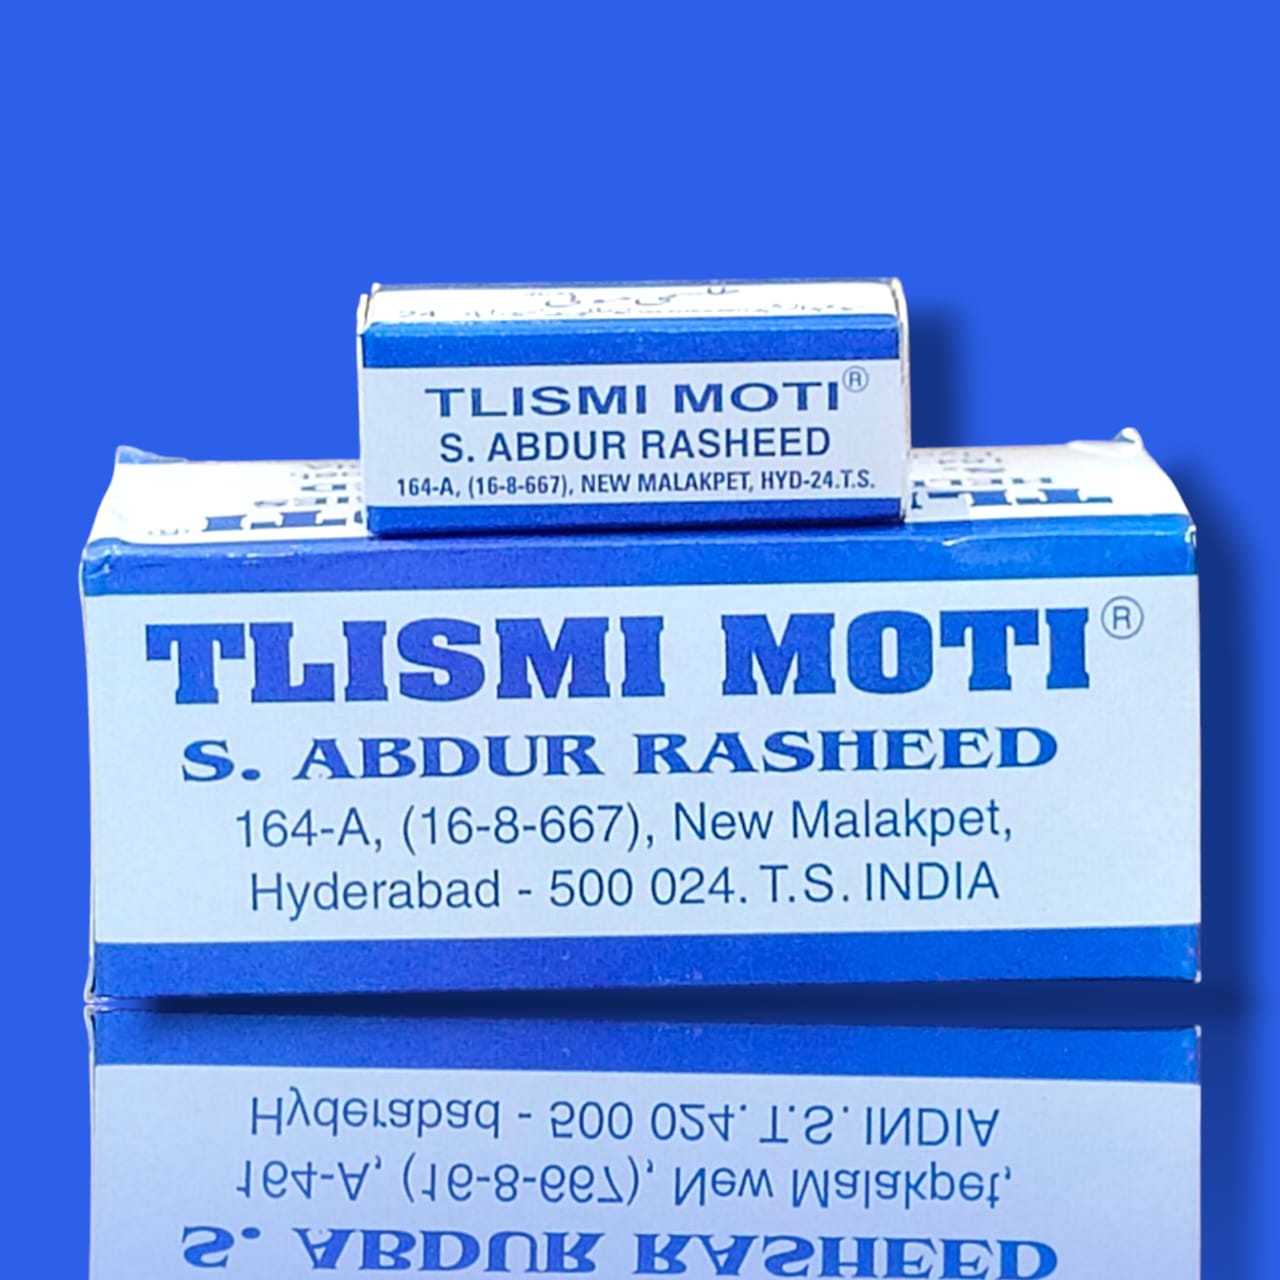 TLISMI MOTI®
S. ABDUR RASHEED
164-A, (16-8-667), NEW MALAKPET, HYD-24.T.S.
TLISMI MOTI®
S. ABDUR RASHEED
164-A, (16-8-667), New Malakpet,
Hyderabad - 500 024. T.S. INDIA